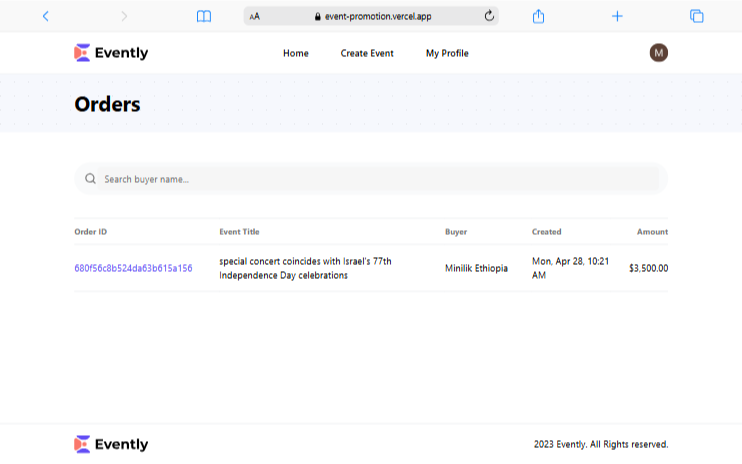 AA event-promotion.vercel.app
Evently Home Create Event My Profile M
Orders
Search buyer name...
Order ID Event Title Buyer Created Amount
680f56c8b524da63b615a156 special concert coincides with Israel's 77th Independence Day celebrations Minilik Ethiopia Mon, Apr 28, 10:21 AM $3,500.00
Evently 2023 Evently. All Rights reserved.